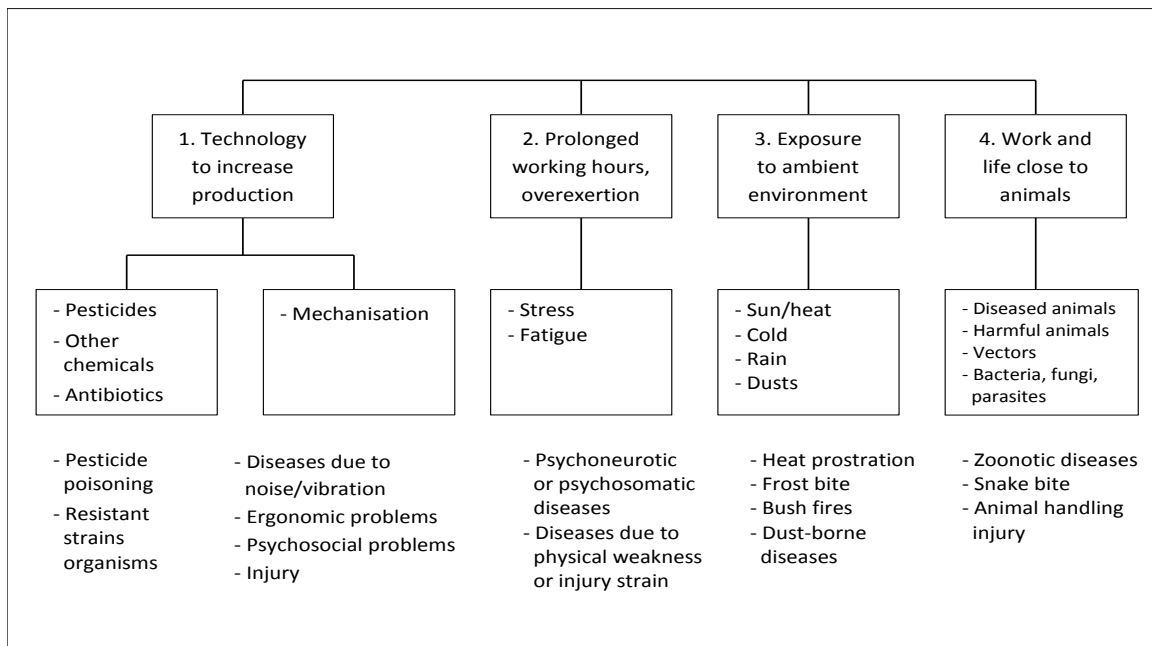 1. Technology
to increase
production
2. Prolonged
working hours,
overexertion
3. Exposure
to ambient
environment
4. Work and
life close to
animals
- Pesticides
- Other
chemicals
- Antibiotics
- Mechanisation
- Stress
- Fatigue
- Sun/heat
- Cold
- Rain
- Dusts
- Diseased animals
- Harmful animals
- Vectors
- Bacteria, fungi,
parasites
- Pesticide
poisoning
- Resistant
strains
organisms
- Diseases due to
noise/vibration
- Ergonomic problems
- Psychosocial problems
- Injury
- Psychoneurotic
or psychosomatic
diseases
- Diseases due to
physical weakness
or injury strain
- Heat prostration
- Frost bite
- Bush fires
- Dust-borne
diseases
- Zoonotic diseases
- Snake bite
- Animal handling
injury